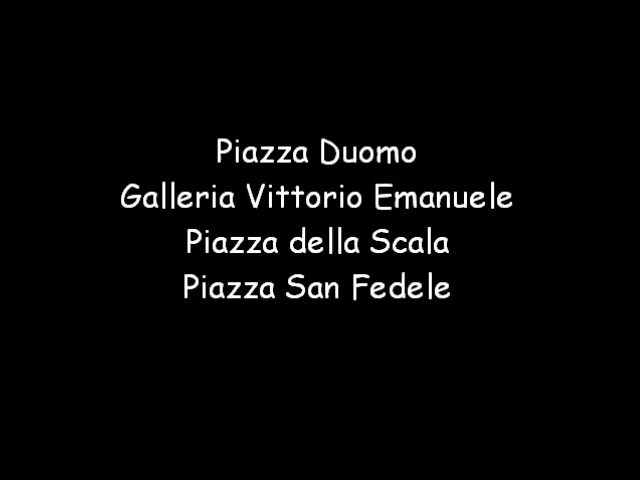 Piazza Duomo
Galleria Vittorio Emanuele
Piazza della Scala
Piazza San Fedele